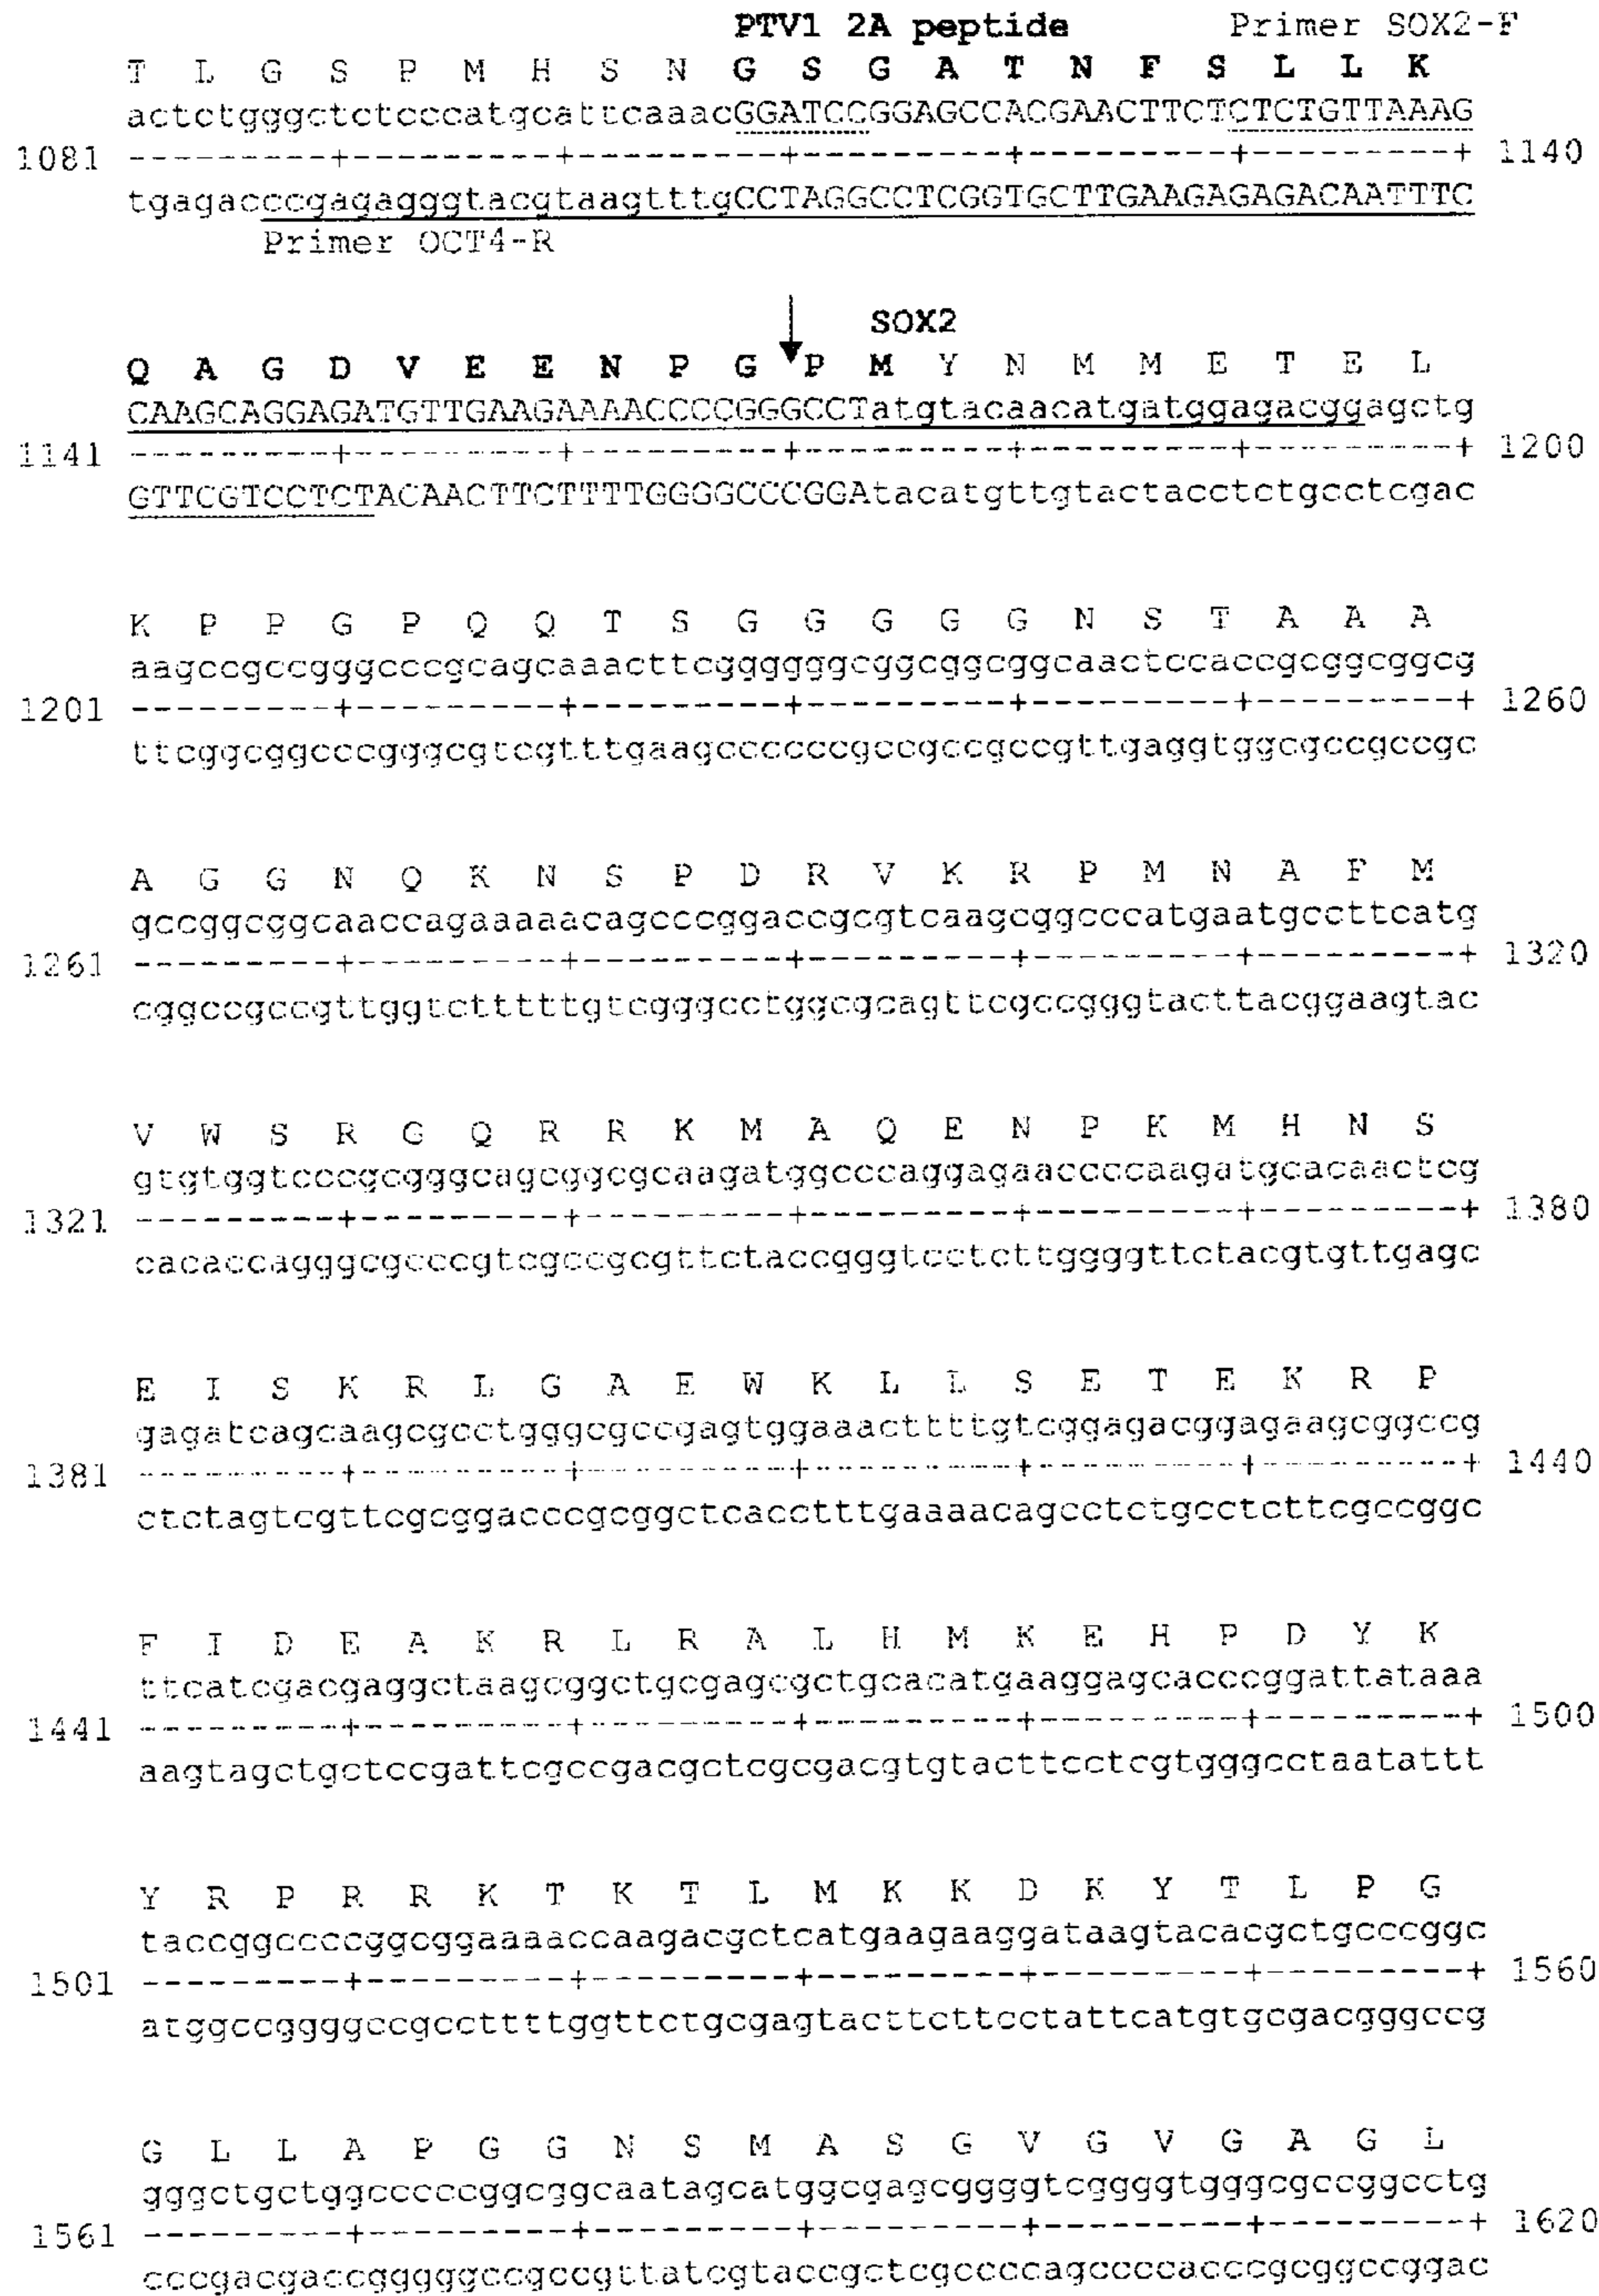 PTV1 2A peptide Primer SOX2-F
T L G S P M H S N G S G A T N F S L L K
actctgggctctcccatgcattcaaacGGATCCGGAGCCACGAACTTCTCTCTGTTAAAG
1081 ---------+---------+---------+---------+---------+---------+ 1140
tgagacccgagagggtacgtaagtttgCCTAGGCCTCGGTGCTTGAAGAGAGACAATTTC
Primer OCT4-R
SOX2
Q A G D V E E N P G P M Y N M M E T E L
CAAGCAGGAGATGTTGAAGAAAACCCCGGGCCTatgtacaacatgatggagacggagctg
1141 ---------+---------+---------+---------+---------+---------+ 1200
GTTCGTCCTCTACAACTTCTTTTGGGGCCCGGAtacatgttgtactacctctgcctcgac
K P P G P Q Q T S G G G G G N S T A A A
aagccgccgggcccgcagcaaacttcggggggcggcggcggcaactccaccgcggcggcg
1201 ---------+---------+---------+---------+---------+---------+ 1260
ttcggcggcccgggcgtcgtttgaagccccccgccgccgccgttgaggtggcgccgccgc
A G G N Q K N S P D R V K R P M N A F M
gccggcggcaaccagaaaaacagcccggaccgcgtcaagcggcccatgaatgccttcatg
1261 ---------+---------+---------+---------+---------+---------+ 1320
cggccgccgttggtctttttgtcgggcctggcgcagttcgccgggtacttacggaagtac
V W S R G Q R R K M A Q E N P K M H N S
gtgtggtcccgcgggcagcggcgcaagatggcccaggagaaccccaagatgcacaactcg
1321 ---------+---------+---------+---------+---------+---------+ 1380
cacaccagggcgcccgtcgccgcgttctaccgggtcctcttggggttctacgtgttgagc
E I S K R L G A E W K L L S E T E K R P
gagatcagcaagcgcctgggcgccgagtggaaacttttgtcggagacggagaagcggccg
1381 ---------+---------+---------+---------+---------+---------+ 1440
ctctagtcgttcgcggacccgcggctcacctttgaaaacagcctctgcctcttcgccggc
F I D E A K R L R A L H M K E H P D Y K
ttcatcgacgaggctaagcggctgcgagcgctgcacatgaaggagcacccggattataaa
1441 ---------+---------+---------+---------+---------+---------+ 1500
aagtagctgctccgattcgccgacgctcgcgacgtgtacttcctcgtgggcctaatattt
Y R P R R K T K T L M K K D K Y T L P G
taccggccccggcggaaaaccaagacgctcatgaagaaggataagtacacgctgcccggc
1501 ---------+---------+---------+---------+---------+---------+ 1560
atggccggggccgccttttggttctgcgagtacttcttcctattcatgtgcgacgggccg
G L L A P G G N S M A S G V G V G A G L
gggctgctggcccccggcggcaatagcatggcgagcggggtcggggtgggcgccggcctg
1561 ---------+---------+---------+---------+---------+---------+ 1620
cccgacgaccgggggccgccgttatcgtaccgctcgccccagccccacccgcggccggac